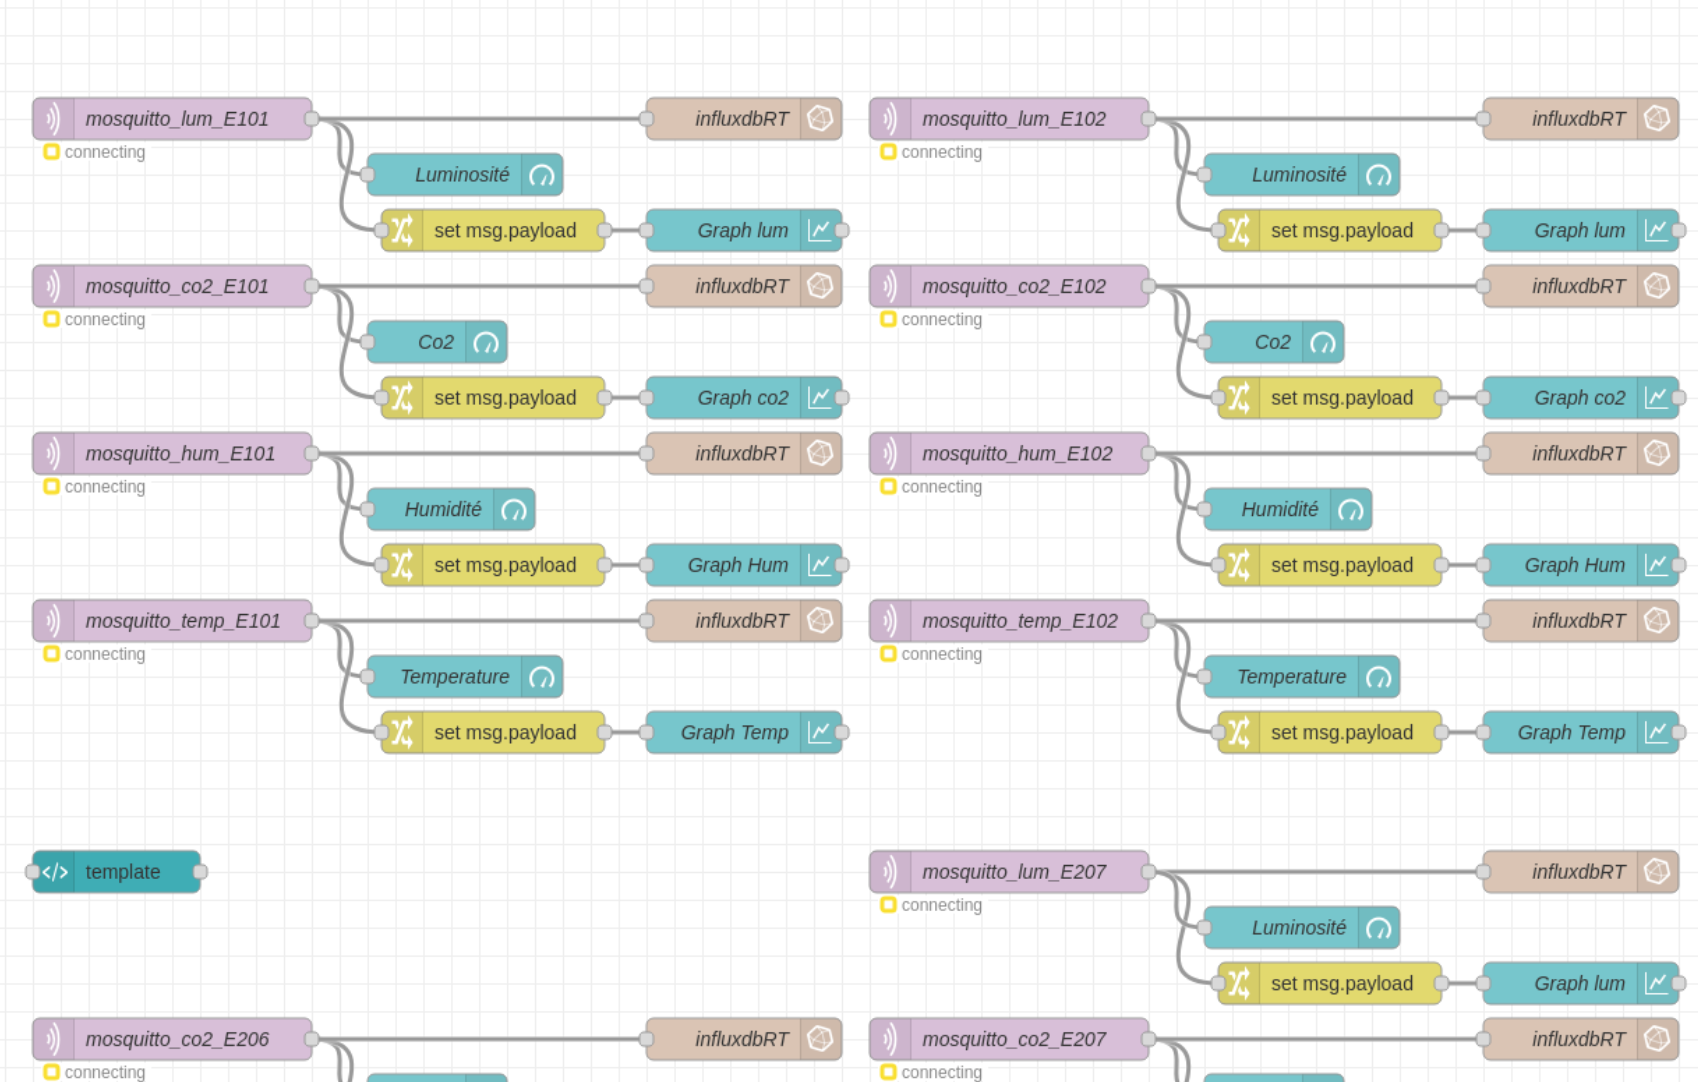 mosquitto_lum_E101 influxdbRT mosquitto_lum_E102 influxdbRT
connecting connecting
Luminosité Luminosité
set msg.payload Graph lum set msg.payload Graph lum
mosquitto_co2_E101 influxdbRT mosquitto_co2_E102 influxdbRT
connecting connecting
Co2 Co2
set msg.payload Graph co2 set msg.payload Graph co2
mosquitto_hum_E101 influxdbRT mosquitto_hum_E102 influxdbRT
connecting connecting
Humidité Humidité
set msg.payload Graph Hum set msg.payload Graph Hum
mosquitto_temp_E101 influxdbRT mosquitto_temp_E102 influxdbRT
connecting connecting
Temperature Temperature
set msg.payload Graph Temp set msg.payload Graph Temp
template mosquitto_lum_E207 influxdbRT
connecting
Luminosité
set msg.payload Graph lum
mosquitto_co2_E206 influxdbRT mosquitto_co2_E207 influxdbRT
connecting connecting